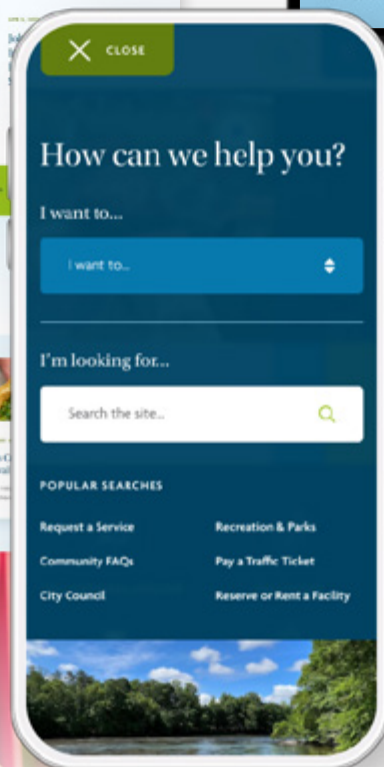 CLOSE
How can we help you?
I want to...
I want to...
I'm looking for...
Search the site...
POPULAR SEARCHES
Request a Service
Recreation & Parks
Community FAQs
Pay a Traffic Ticket
City Council
Reserve or Rent a Facility